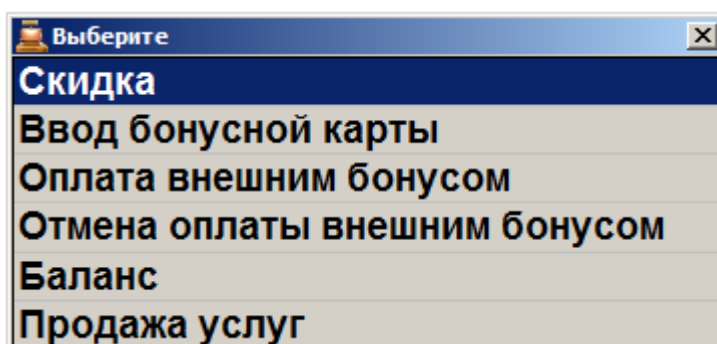 Выберите
Скидка
Ввод бонусной карты
Оплата внешним бонусом
Отмена оплаты внешним бонусом
Баланс
Продажа услуг